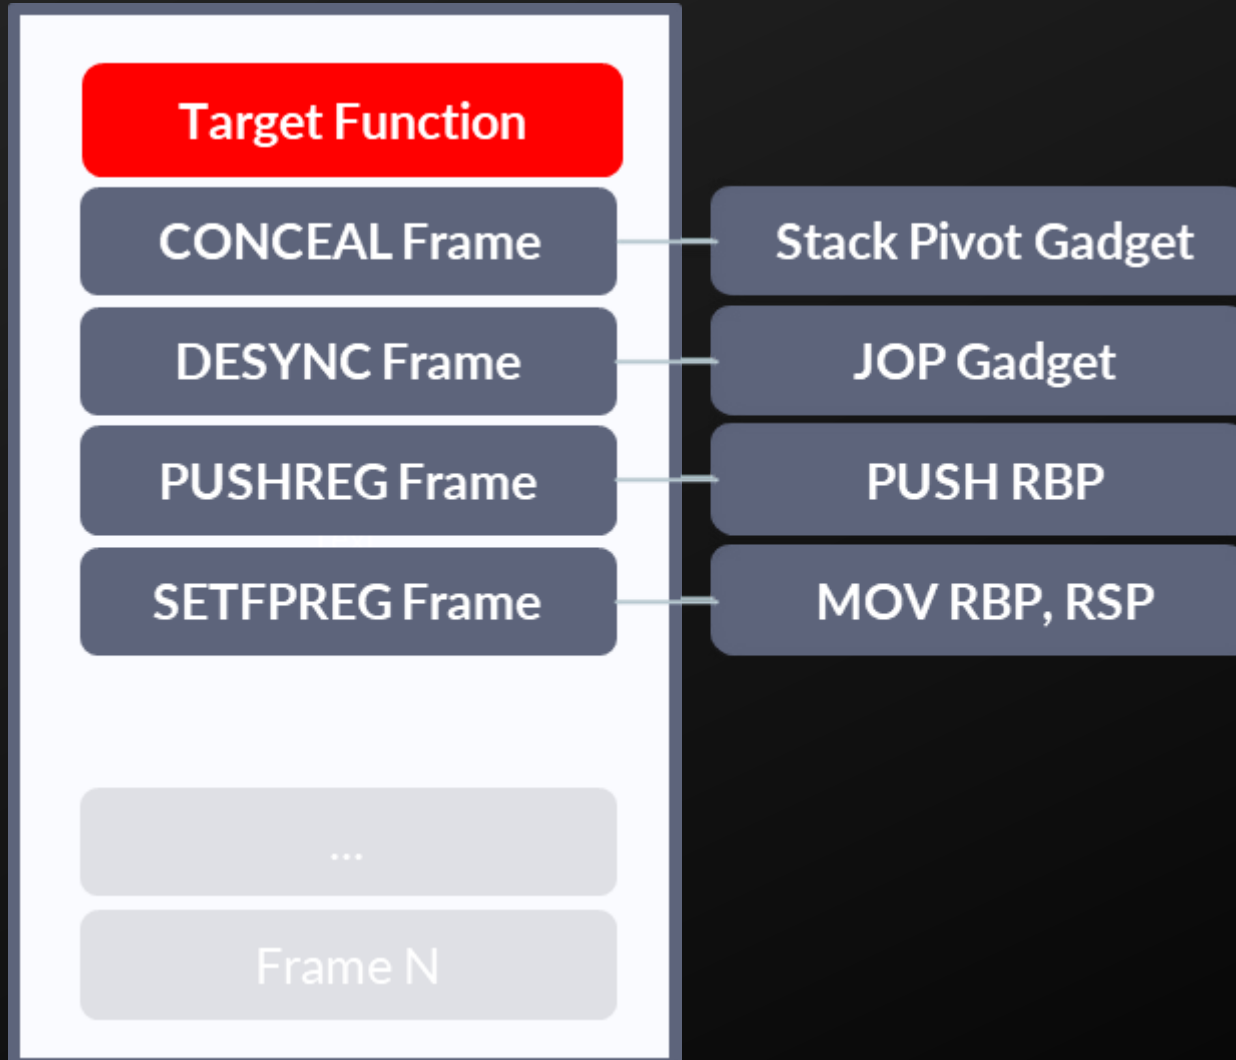 Target Function
CONCEAL Frame
Stack Pivot Gadget
DESYNC Frame
JOP Gadget
PUSHREG Frame
PUSH RBP
SETFPREG Frame
MOV RBP, RSP
...
Frame N